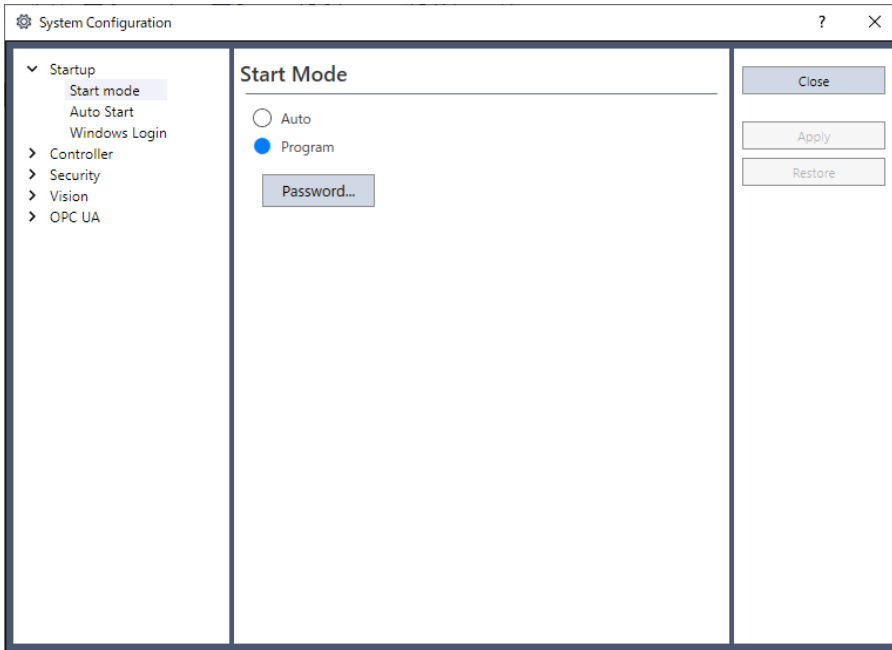 System Configuration
?
Startup
Start mode
Auto Start
Windows Login
Controller
Security
Vision
OPC UA
Start Mode
Auto
Program
Password...
Close
Apply
Restore